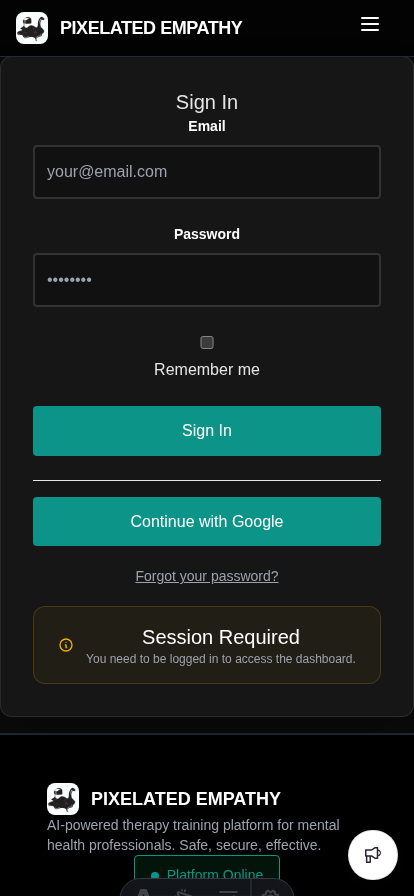 PIXELATED EMPATHY
Sign In
Email
your@email.com
Password
••••••••
Remember me
Sign In
Continue with Google
Forgot your password?
Session Required
You need to be logged in to access the dashboard.
PIXELATED EMPATHY
AI-powered therapy training platform for mental
health professionals. Safe, secure, effective.
Platform Online